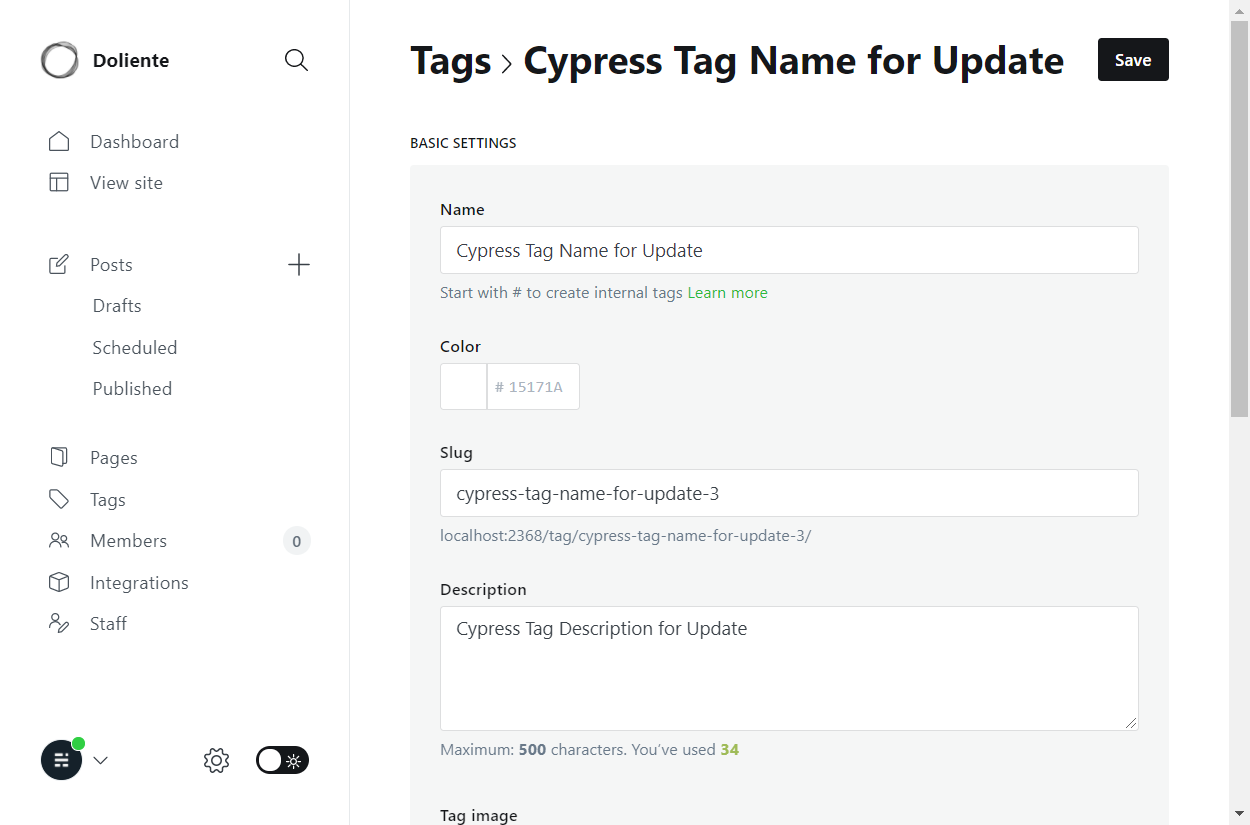 Doliente
Dashboard
View site
Posts
Drafts
Scheduled
Published
Pages
Tags
Members
0
Integrations
Staff
Tags > Cypress Tag Name for Update
Save
BASIC SETTINGS
Name
Cypress Tag Name for Update
Start with # to create internal tags Learn more
Color
# 15171A
Slug
cypress-tag-name-for-update-3
localhost:2368/tag/cypress-tag-name-for-update-3/
Description
Cypress Tag Description for Update
Maximum: 500 characters. You’ve used 34
Tag image